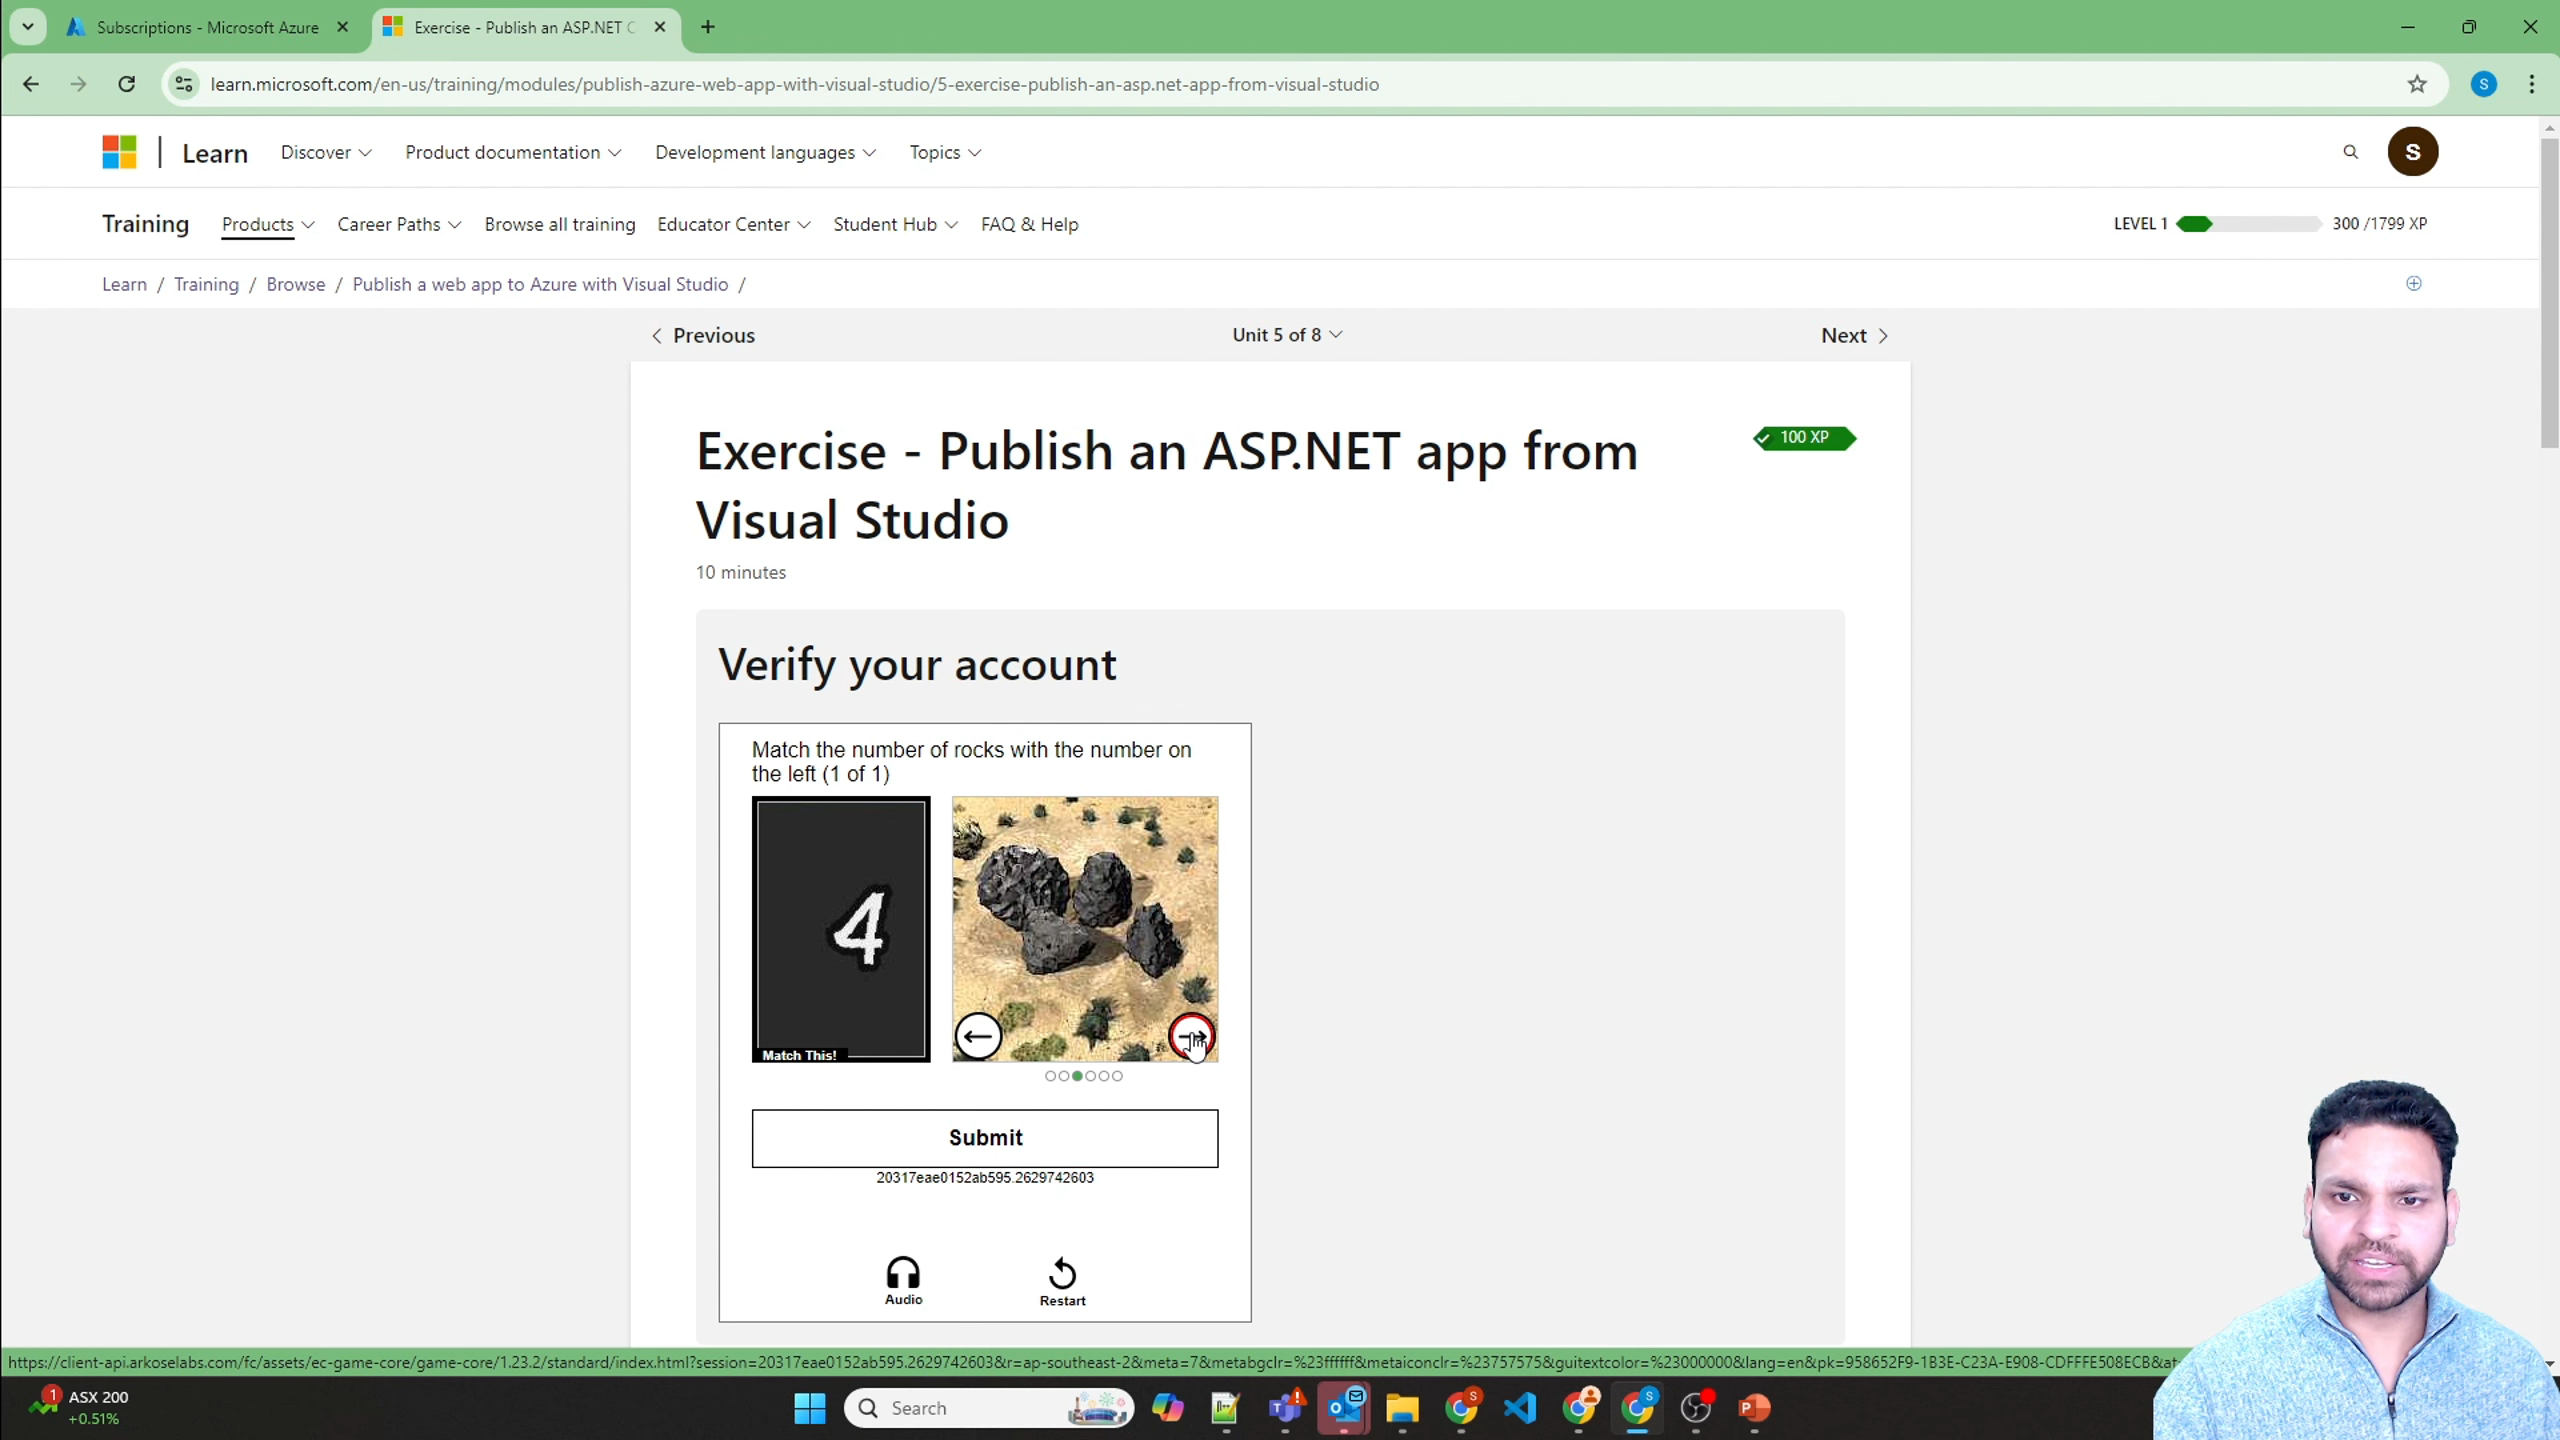 Subscriptions - Microsoft Azure
Exercise - Publish an ASP.NET C
learn.microsoft.com/en-us/training/modules/publish-azure-web-app-with-visual-studio/5-exercise-publish-an-asp.net-app-from-visual-studio
S
Learn Discover Product documentation Development languages Topics
S
Training Products Career Paths Browse all training Educator Center Student Hub FAQ & Help
LEVEL 1 300 /1799 XP
Learn / Training / Browse / Publish a web app to Azure with Visual Studio /
Previous
Unit 5 of 8
Next
Exercise - Publish an ASP.NET app from
Visual Studio
100 XP
10 minutes
Verify your account
Match the number of rocks with the number on
the left (1 of 1)
4
Match This!
Submit
20317eae0152ab595.2629742603
Audio
Restart
https://client-api.arkoselabs.com/fc/assets/ec-game-core/game-core/1.23.2/standard/index.html?session=20317eae0152ab595.2629742603&r=ap-southeast-2&meta=7&metabgclr=%23ffffff&metaiconclr=%23757575&guitextcolor=%23000000&lang=en&pk=958652F9-1B3E-C23A-E908-CDFFFE508ECB&at
1
ASX 200
+0.51%
Search